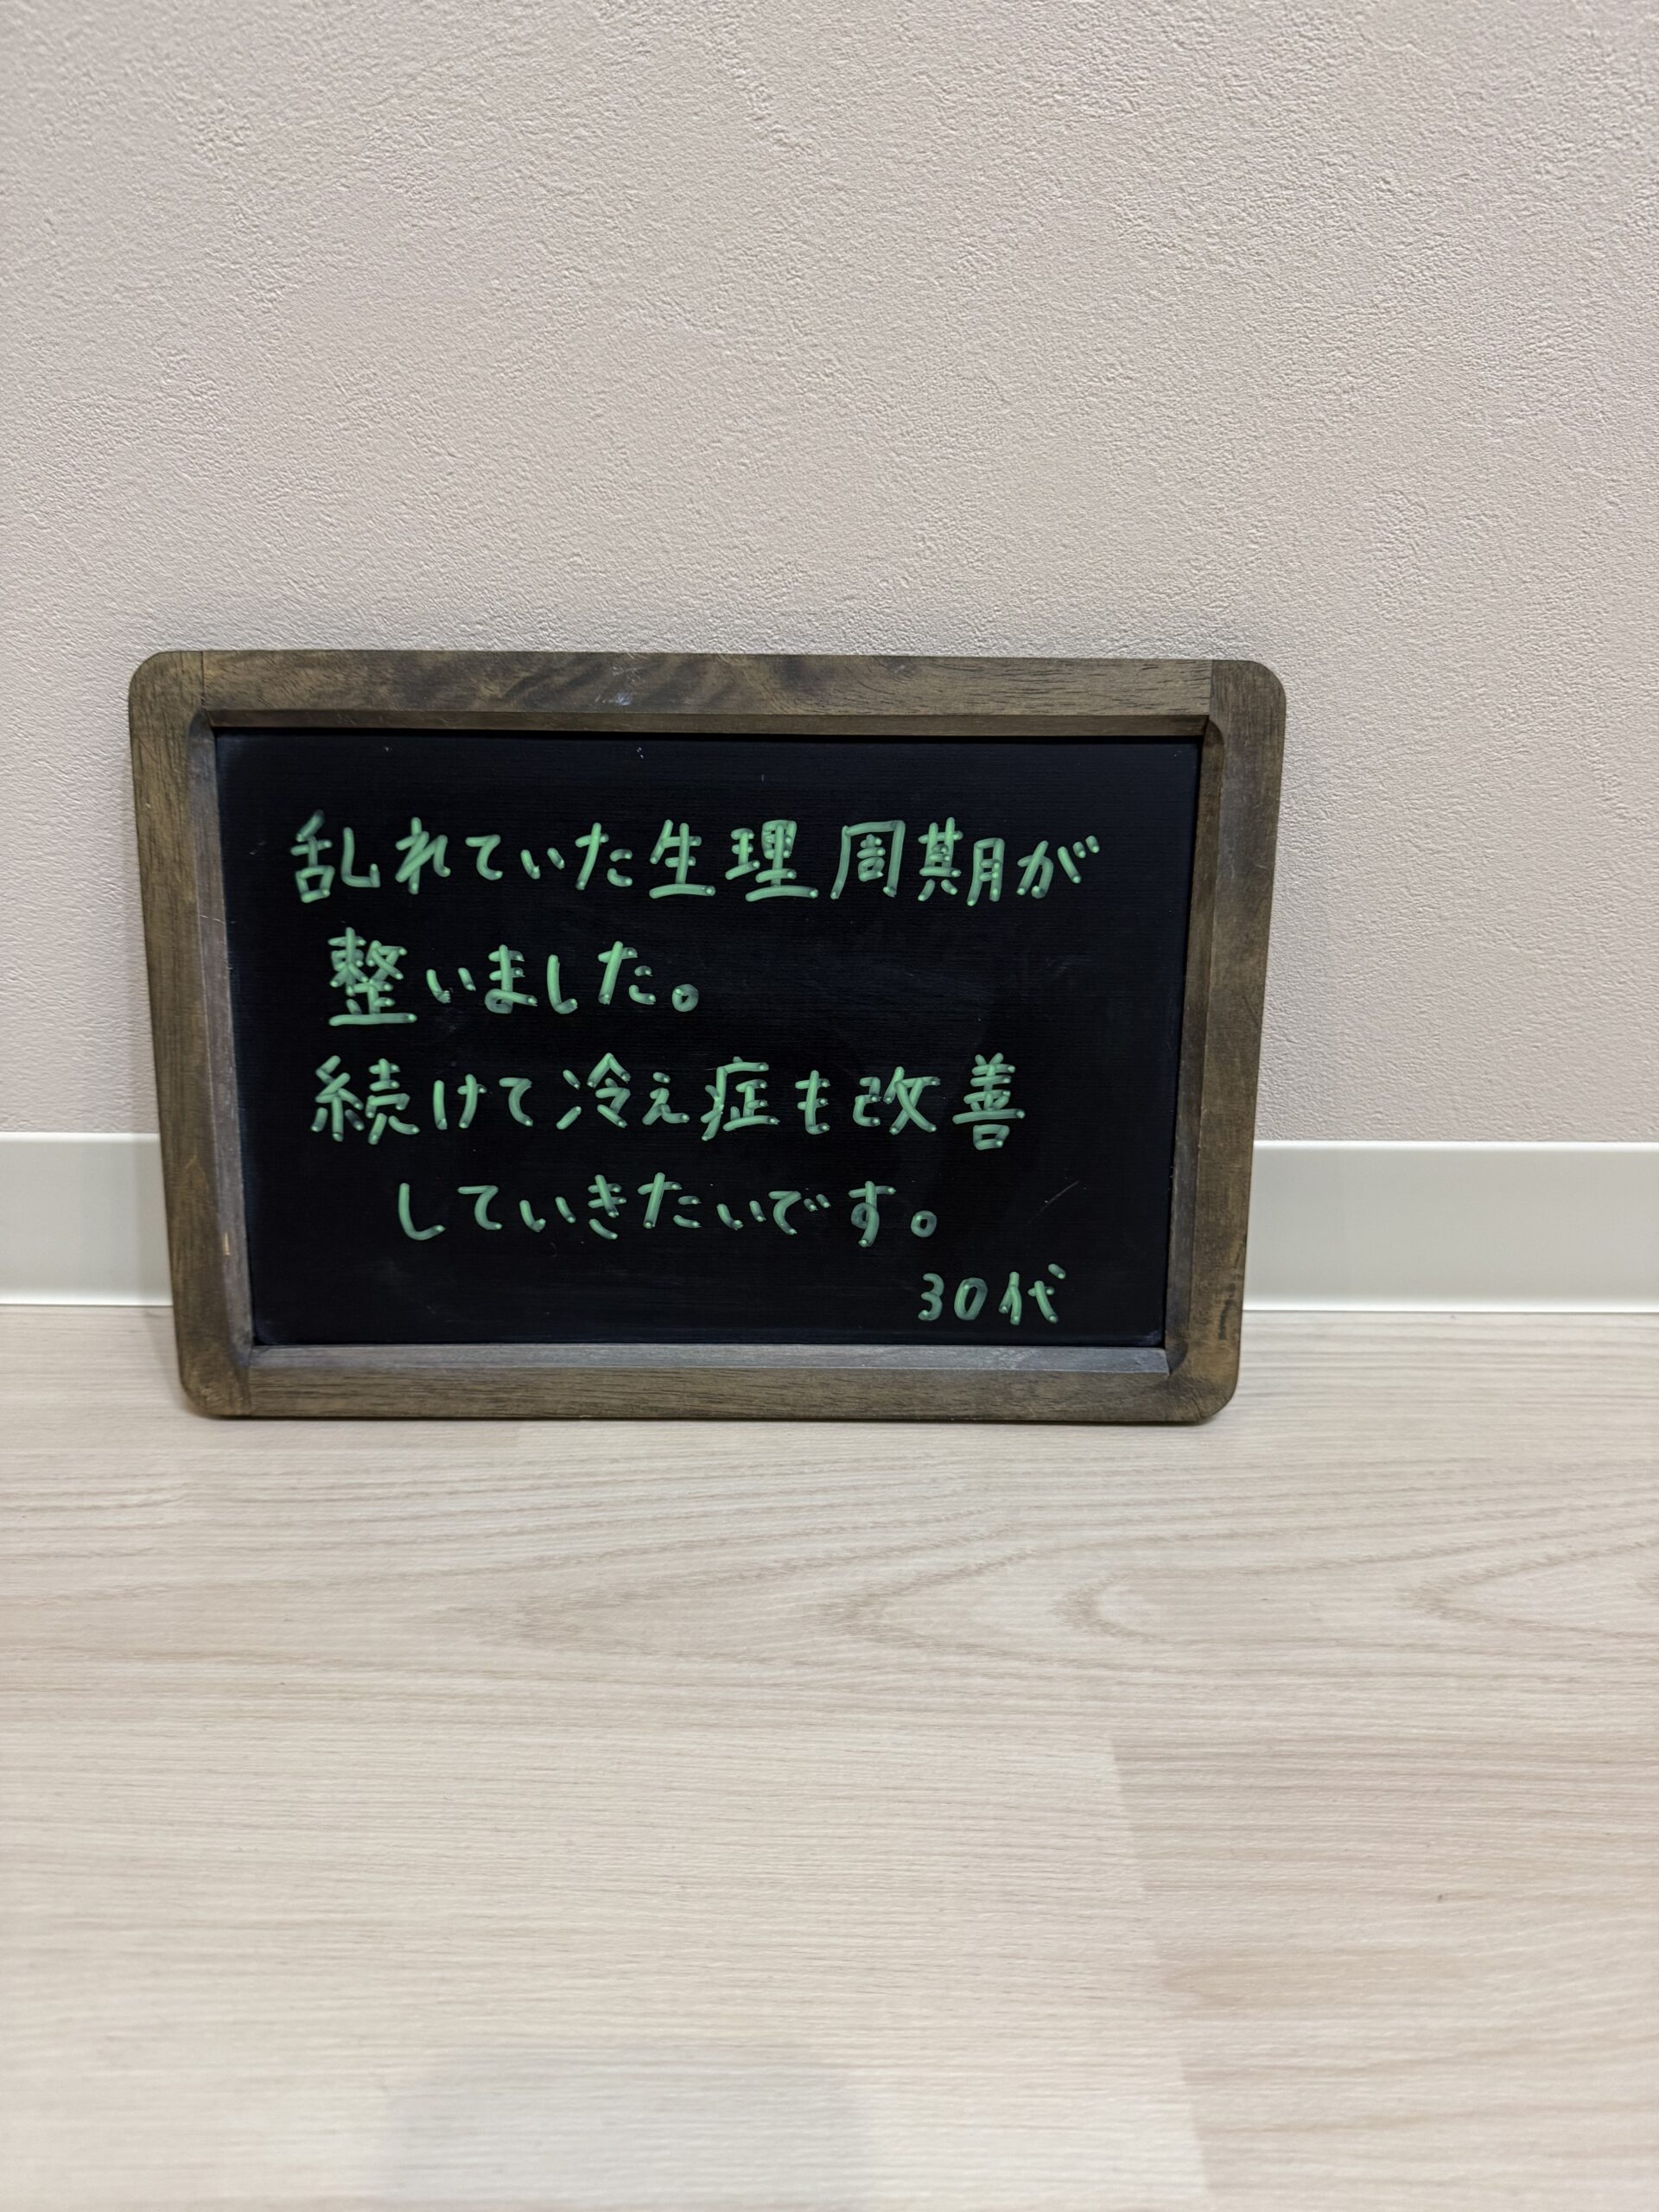 乱れていた生理周期が
整いました。
続けて冷え症も改善
していきたいです。
30代